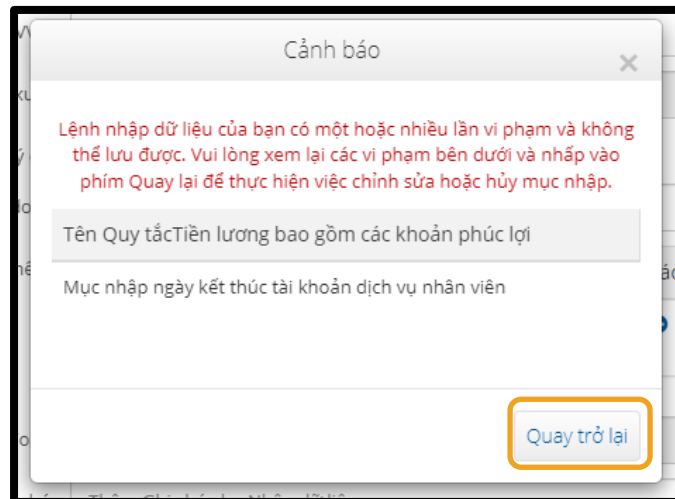 Cảnh báo
×
Lệnh nhập dữ liệu của bạn có một hoặc nhiều lần vi phạm và không
thể lưu được. Vui lòng xem lại các vi phạm bên dưới và nhấp vào
phím Quay lại để thực hiện việc chỉnh sửa hoặc hủy mục nhập.
Tên Quy tắcTiền lương bao gồm các khoản phúc lợi
Mục nhập ngày kết thúc tài khoản dịch vụ nhân viên
Quay trở lại